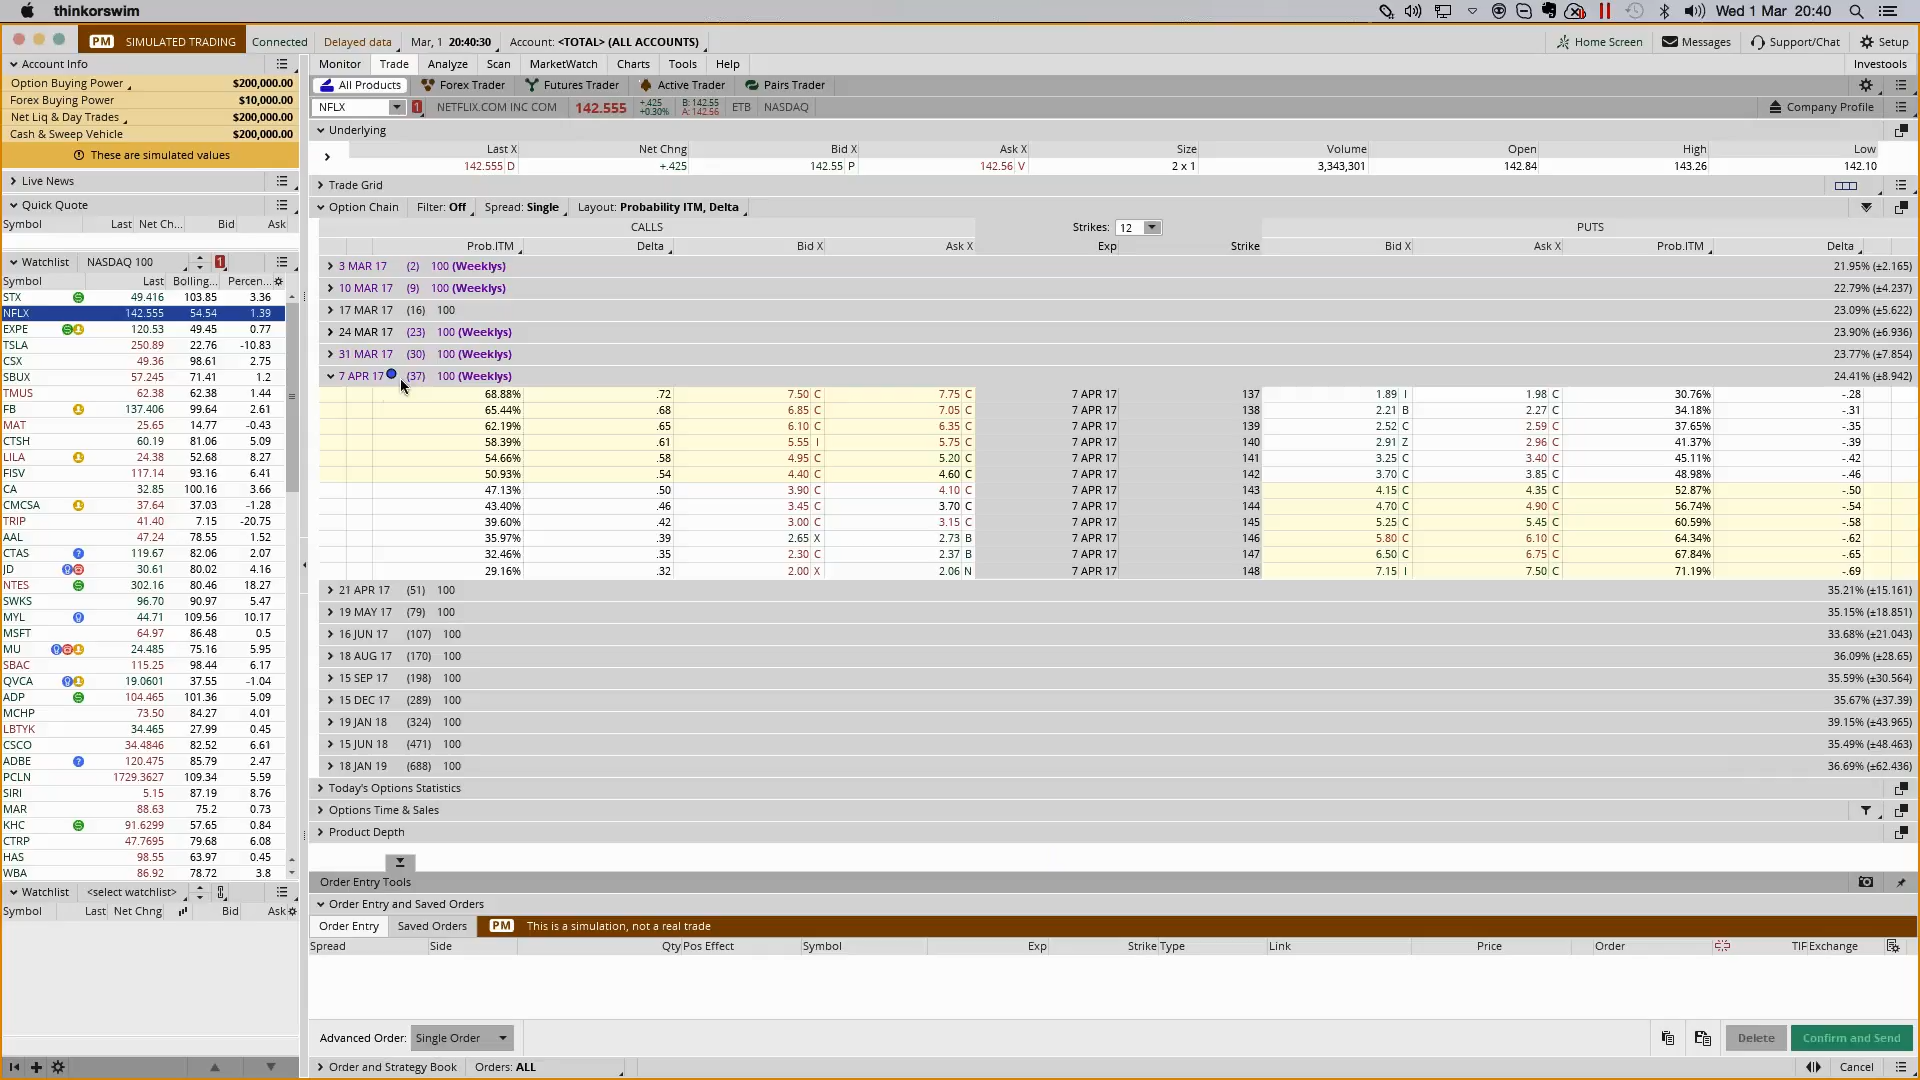 thinkorswim Wed 1 Mar 20:40
PM SIMULATED TRADING Connected Delayed data Mar, 1 20:40:30 Account: <TOTAL> (ALL ACCOUNTS) Home Screen Messages Support/Chat Setup
Account Info
Option Buying Power $200,000.00
Forex Buying Power $10,000.00
Net Liq & Day Trades $200,000.00
Cash & Sweep Vehicle $200,000.00
These are simulated values
Live News
Quick Quote
Symbol Last Net Ch... Bid Ask
Watchlist NASDAQ 100 1
Symbol Last Bolling... Percen...
STX 49.416 103.85 3.36
NFLX 142.555 54.54 1.39
EXPE 120.53 49.45 0.77
TSLA 250.89 22.76 -10.83
CSX 49.36 98.61 2.75
SBUX 57.245 71.41 1.2
TMUS 62.38 62.38 1.44
FB 137.406 99.64 2.61
MAT 25.65 14.77 -0.43
CTSH 60.19 81.06 5.09
LILA 24.38 52.68 8.27
FISV 117.14 93.16 6.41
CA 32.85 100.16 3.66
CMCSA 37.64 37.03 -1.28
TRIP 41.40 7.15 -20.75
AAL 47.24 78.55 1.52
CTAS 119.67 82.06 2.07
JD 30.61 80.02 4.16
NTES 302.16 80.46 18.27
SWKS 96.70 90.97 5.47
MYL 44.71 109.56 10.17
MSFT 64.97 86.48 0.5
MU 24.485 75.16 5.95
SBAC 115.25 98.44 6.17
QVCA 19.0601 37.55 -1.04
ADP 104.465 101.36 5.09
MCHP 73.50 84.27 4.01
LBTYK 34.465 27.99 0.45
CSCO 34.4846 82.52 6.61
ADBE 120.475 85.79 2.47
PCLN 1729.3627 109.34 5.59
SIRI 5.15 87.19 8.76
MAR 88.63 75.2 0.73
KHC 91.6299 57.65 0.84
CTRP 47.7695 79.68 6.08
HAS 98.55 63.97 0.45
WBA 86.92 78.72 3.8
Watchlist <select watchlist>
Symbol Last Net Chng Bid Ask
Monitor Trade Analyze Scan MarketWatch Charts Tools Help Investools
All Products Forex Trader Futures Trader Active Trader Pairs Trader
NFLX 1 NETFLIX.COM INC COM 142.555 +.425 +0.30% B: 142.55 A: 142.56 ETB NASDAQ Company Profile
Underlying
Last X Net Chng Bid X Ask X Size Volume Open High Low
142.555 D +.425 142.55 P 142.56 V 2 x 1 3,343,301 142.84 143.26 142.10
Trade Grid
Option Chain Filter: Off Spread: Single Layout: Probability ITM, Delta
CALLS Strikes: 12 PUTS
Prob.ITM Delta Bid X Ask X Exp Strike Bid X Ask X Prob.ITM Delta
3 MAR 17 (2) 100 (Weeklys) 21.95% (±2.165)
10 MAR 17 (9) 100 (Weeklys) 22.79% (±4.237)
17 MAR 17 (16) 100 23.09% (±5.622)
24 MAR 17 (23) 100 (Weeklys) 23.90% (±6.936)
31 MAR 17 (30) 100 (Weeklys) 23.77% (±7.854)
7 APR 17 (37) 100 (Weeklys) 24.41% (±8.942)
68.88% .72 7.50 C 7.75 C 7 APR 17 137 1.89 I 1.98 C 30.76% -.28
65.44% .68 6.85 C 7.05 C 7 APR 17 138 2.21 B 2.27 C 34.18% -.31
62.19% .65 6.10 C 6.35 C 7 APR 17 139 2.52 C 2.59 C 37.65% -.35
58.39% .61 5.55 I 5.75 C 7 APR 17 140 2.91 Z 2.96 C 41.37% -.39
54.66% .58 4.95 C 5.20 C 7 APR 17 141 3.25 C 3.40 C 45.11% -.42
50.93% .54 4.40 C 4.60 C 7 APR 17 142 3.70 C 3.85 C 48.98% -.46
47.13% .50 3.90 C 4.10 C 7 APR 17 143 4.15 C 4.35 C 52.87% -.50
43.40% .46 3.45 C 3.70 C 7 APR 17 144 4.70 C 4.90 C 56.74% -.54
39.60% .42 3.00 C 3.15 C 7 APR 17 145 5.25 C 5.45 C 60.59% -.58
35.97% .39 2.65 X 2.73 B 7 APR 17 146 5.80 C 6.10 C 64.34% -.62
32.46% .35 2.30 C 2.37 B 7 APR 17 147 6.50 C 6.75 C 67.84% -.65
29.16% .32 2.00 X 2.06 N 7 APR 17 148 7.15 I 7.50 C 71.19% -.69
21 APR 17 (51) 100 35.21% (±15.161)
19 MAY 17 (79) 100 35.15% (±18.851)
16 JUN 17 (107) 100 33.68% (±21.043)
18 AUG 17 (170) 100 36.09% (±28.65)
15 SEP 17 (198) 100 35.59% (±30.564)
15 DEC 17 (289) 100 35.67% (±37.39)
19 JAN 18 (324) 100 39.15% (±43.965)
15 JUN 18 (471) 100 35.49% (±48.463)
18 JAN 19 (688) 100 36.69% (±62.436)
Today's Options Statistics
Options Time & Sales
Product Depth
Order Entry Tools
Order Entry and Saved Orders
Order Entry Saved Orders PM This is a simulation, not a real trade
Spread Side Qty Pos Effect Symbol Exp Strike Type Link Price Order TIF Exchange
Advanced Order: Single Order Delete Confirm and Send
Order and Strategy Book Orders: ALL Cancel